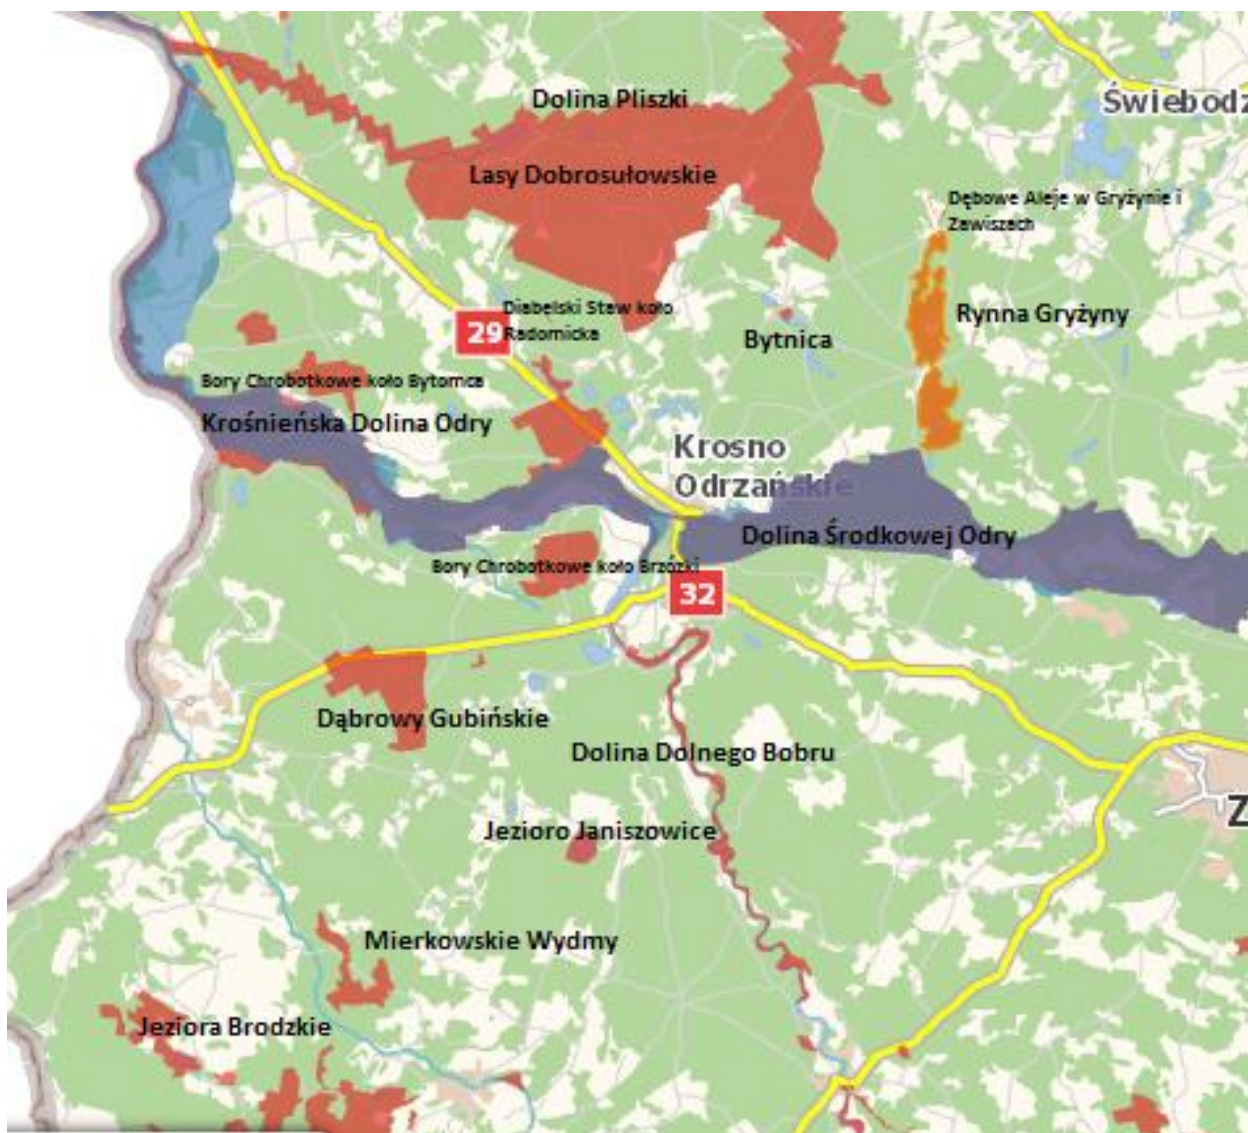 Dolina Pliszki
Świebodz
Lasy Dobrosułowskie
Dębowe Aleje w Gryżynie i
Zawiszach
Diabelski Staw koło
Radomicka
29
Rynna Gryżyny
Bytnica
Bory Chrobotkowe koło Bytomca
Krośnieńska Dolina Odry
Krosno
Odrzańskie
Dolina Środkowej Odry
Bory Chrobotkowe koło Brzózki
32
Dąbrowy Gubińskie
Dolina Dolnego Bobru
Z
Jezioro Janiszowice
Mierkowskie Wydmy
Jeziora Brodzkie